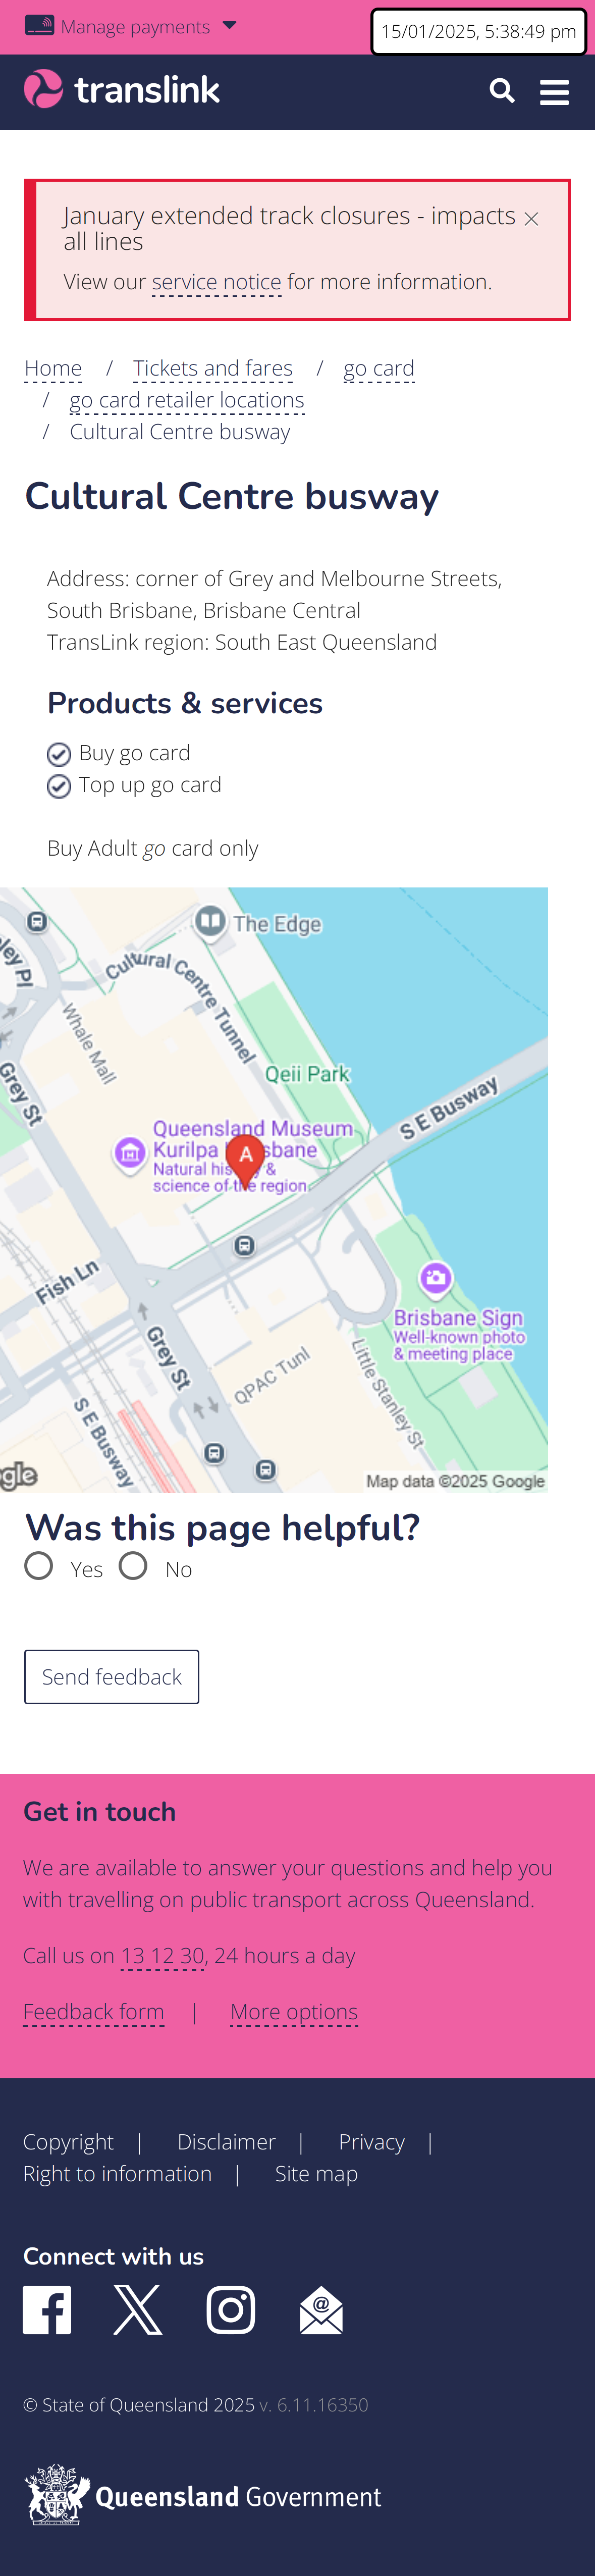 Manage payments
15/01/2025, 5:38:49 pm
translink
January extended track closures - impacts
all lines
View our service notice for more information.
Home / Tickets and fares / go card
/ go card retailer locations
/ Cultural Centre busway
Cultural Centre busway
Address: corner of Grey and Melbourne Streets,
South Brisbane, Brisbane Central
TransLink region: South East Queensland
Products & services
Buy go card
Top up go card
Buy Adult go card only
The Edge
Cultural Centre Tunnel
Whale Mall
Grey St
Qeii Park
S E Busway
Queensland Museum
Kurilpa
A
science of the region
Fish Ln
Brisbane Sign
Well-known photo
& meeting place
Grey St
QPAC Tunl
Little Stanley St
S E Busway
Map data ©2025 Google
Was this page helpful?
Yes No
Send feedback
Get in touch
We are available to answer your questions and help you
with travelling on public transport across Queensland.
Call us on 13 12 30, 24 hours a day
Feedback form | More options
Copyright | Disclaimer | Privacy |
Right to information | Site map
Connect with us
© State of Queensland 2025 v. 6.11.16350
Queensland Government